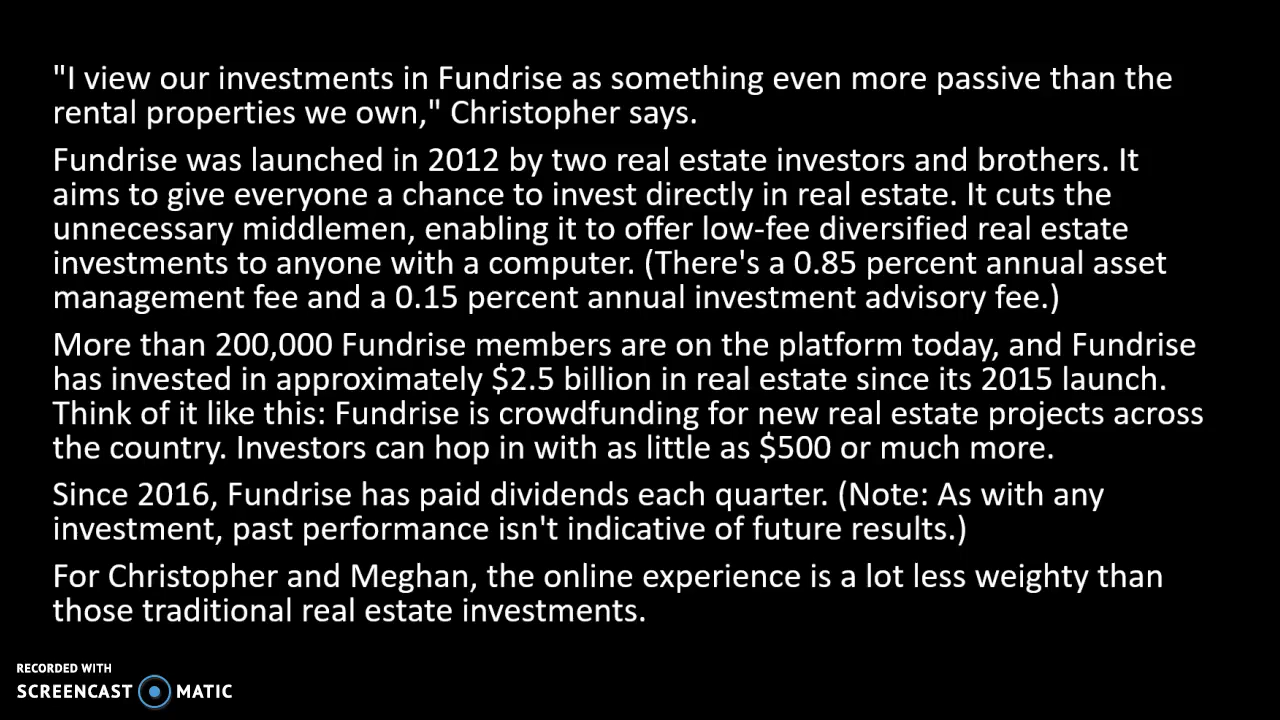 "I view our investments in Fundrise as something even more passive than the
rental properties we own," Christopher says.
Fundrise was launched in 2012 by two real estate investors and brothers. It
aims to give everyone a chance to invest directly in real estate. It cuts the
unnecessary middlemen, enabling it to offer low-fee diversified real estate
investments to anyone with a computer. (There's a 0.85 percent annual asset
management fee and a 0.15 percent annual investment advisory fee.)
More than 200,000 Fundrise members are on the platform today, and Fundrise
has invested in approximately $2.5 billion in real estate since its 2015 launch.
Think of it like this: Fundrise is crowdfunding for new real estate projects across
the country. Investors can hop in with as little as $500 or much more.
Since 2016, Fundrise has paid dividends each quarter. (Note: As with any
investment, past performance isn't indicative of future results.)
For Christopher and Meghan, the online experience is a lot less weighty than
those traditional real estate investments.
RECORDED WITH
SCREENCAST MATIC